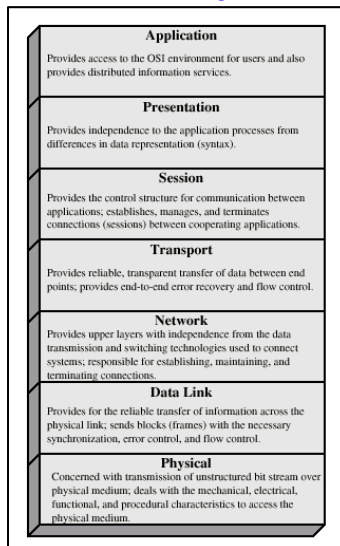 Application
Provides access to the OSI environment for users and also
provides distributed information services.
Presentation
Provides independence to the application processes from
differences in data representation (syntax).
Session
Provides the control structure for communication between
applications; establishes, manages, and terminates
connections (sessions) between cooperating applications.
Transport
Provides reliable, transparent transfer of data between end
points; provides end-to-end error recovery and flow control.
Network
Provides upper layers with independence from the data
transmission and switching technologies used to connect
systems; responsible for establishing, maintaining, and
terminating connections.
Data Link
Provides for the reliable transfer of information across the
physical link; sends blocks (frames) with the necessary
synchronization, error control, and flow control.
Physical
Concerned with transmission of unstructured bit stream over
physical medium; deals with the mechanical, electrical,
functional, and procedural characteristics to access the
physical medium.